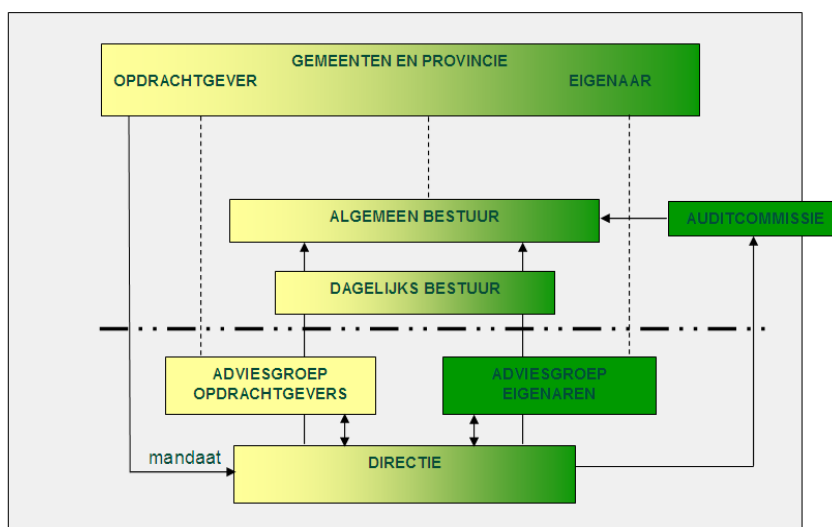 GEMEENTEN EN PROVINCIE
OPDRACHTGEVER
EIGENAAR
ALGEMEEN BESTUUR
AUDITCOMMISSIE
DAGELIJKS BESTUUR
ADVIESGROEP
OPDRACHTGEVERS
ADVIESGROEP
EIGENAREN
mandaat
DIRECTIE